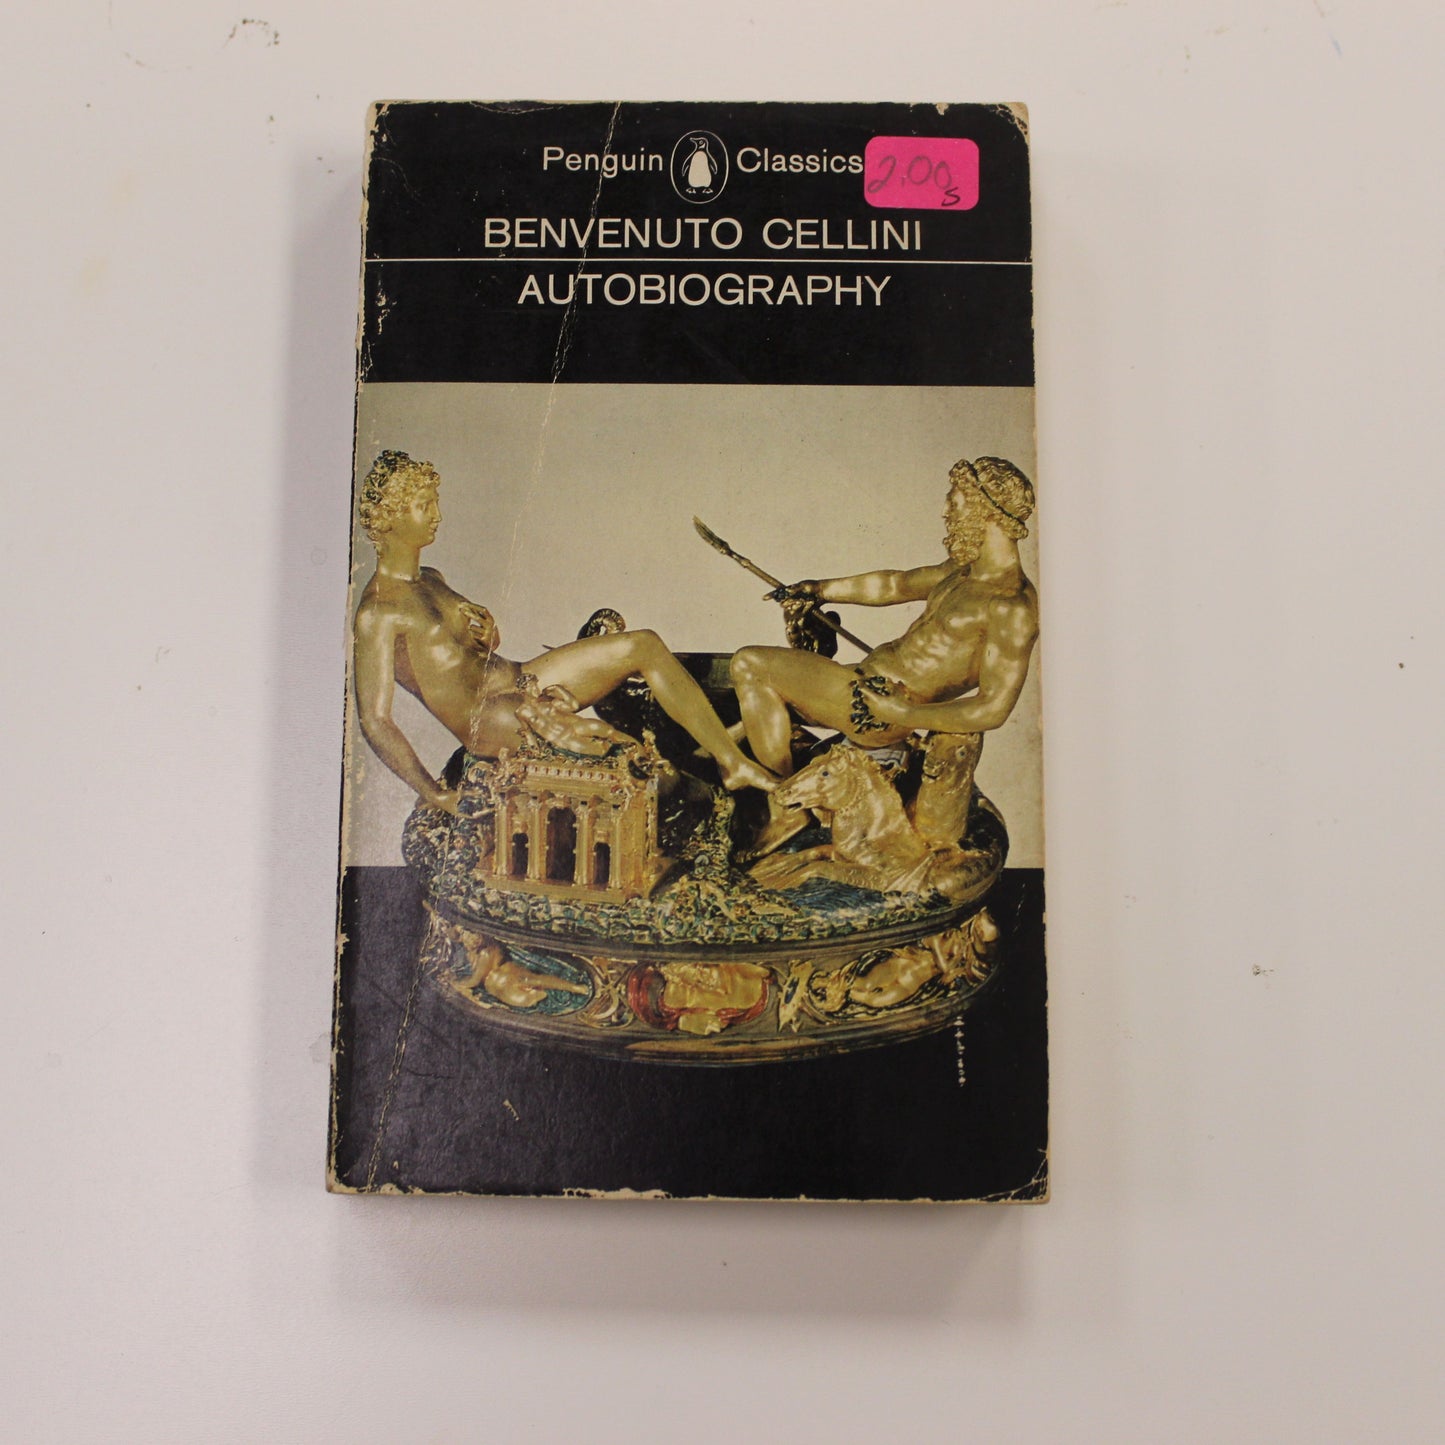 Penguin Classics
2.00
S
BENVENUTO CELLINI
AUTOBIOGRAPHY